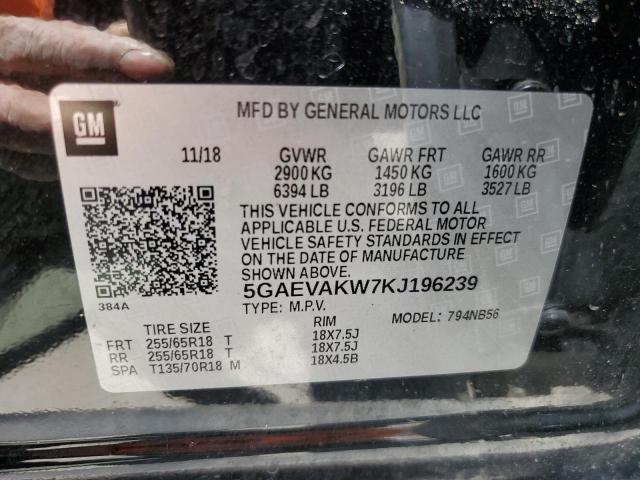 GM
MFD BY GENERAL MOTORS LLC
11/18 GVWR GAWR FRT GAWR RR
2900 KG 1450 KG 1600 KG
6394 LB 3196 LB 3527 LB
THIS VEHICLE CONFORMS TO ALL
APPLICABLE U.S. FEDERAL MOTOR
VEHICLE SAFETY STANDARDS IN EFFECT
ON THE DATE OF MANUFACTURE
SHOWN ABOVE.
384A
5GAEVAKW7KJ196239
TYPE: M.P.V. MODEL: 794NB56
TIRE SIZE RIM
FRT 255/65R18 T 18X7.5J
RR 255/65R18 T 18X7.5J
SPA T135/70R18 M 18X4.5B